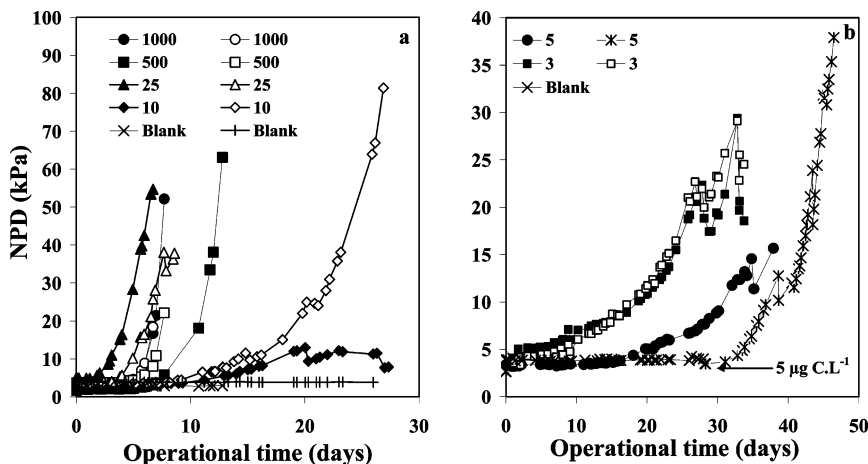 a
100
90
80
70
60
50
40
30
20
10
0
NPD (kPa)
1000 1000
500 500
25 25
10 10
Blank Blank
0 10 20 30
Operational time (days)
b
40
35
30
25
20
15
10
5
0
5 5
3 3
Blank
5 µg C.L-1
0 10 20 30 40 50
Operational time (days)